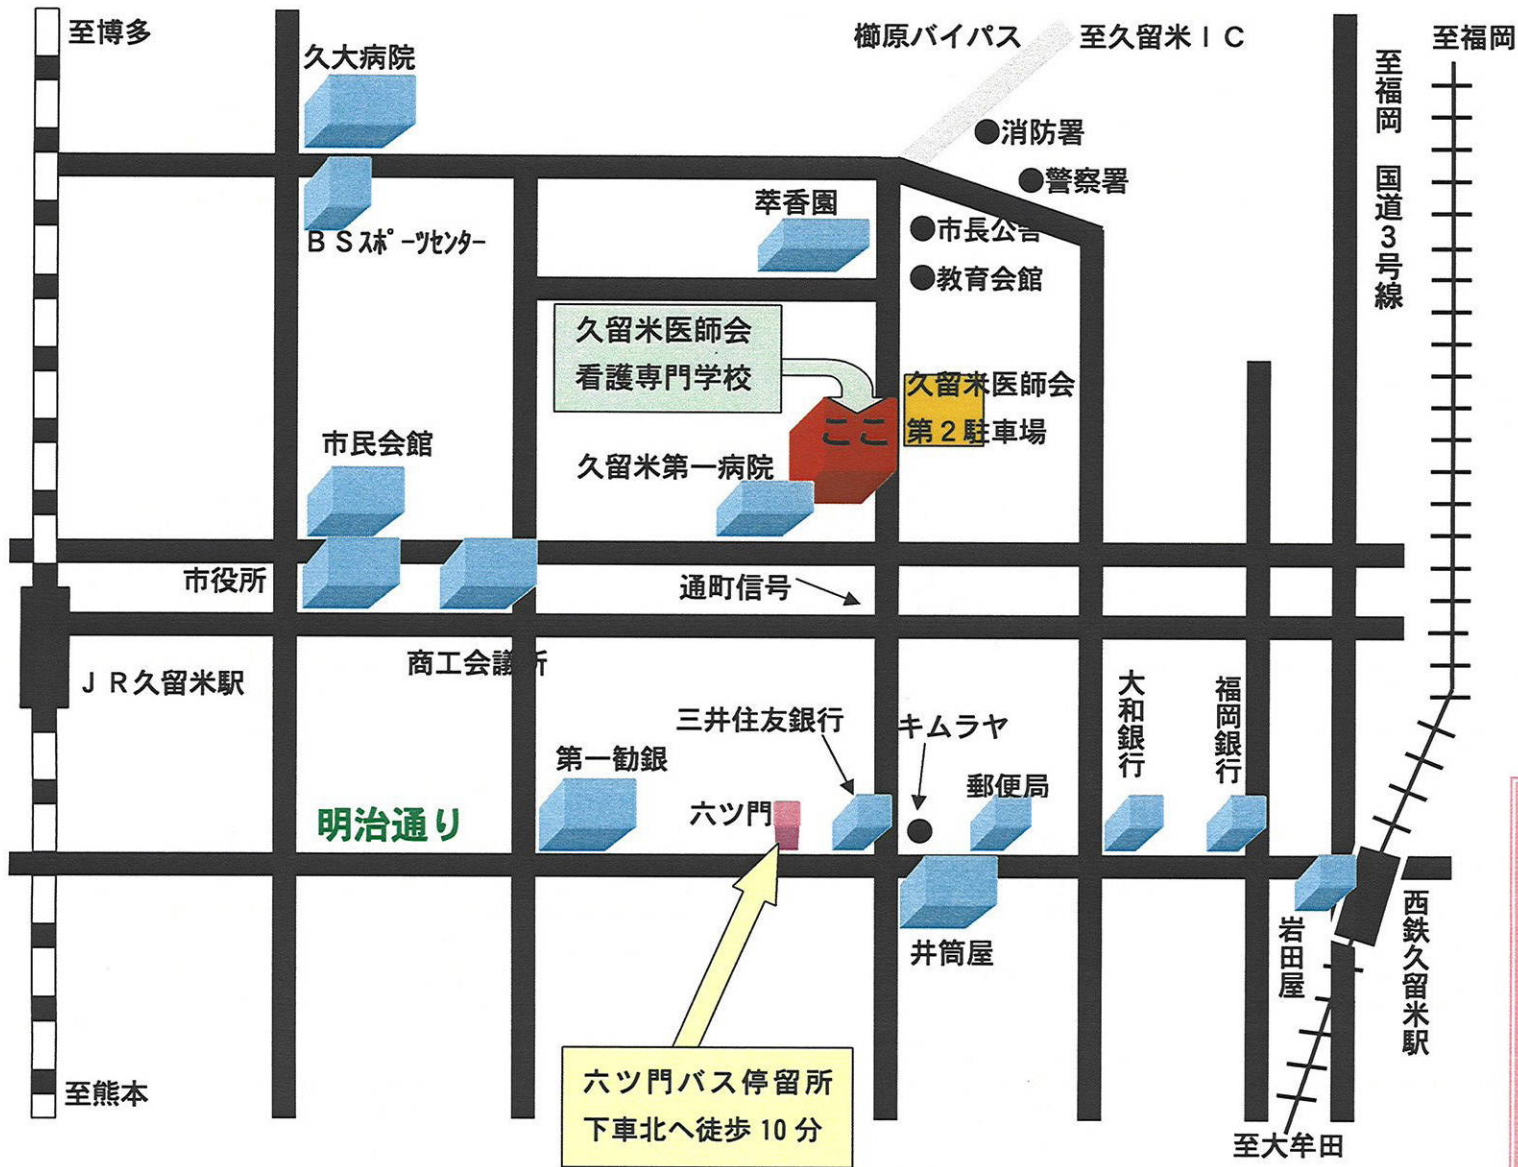 至博多
久大病院
櫛原バイパス
至久留米ＩＣ
至福岡　国道3号線
至福岡
●消防署
●警察署
萃香園
●市長公舎
ＢＳスポーツセンター
●教育会館
久留米医師会
看護専門学校
久留米医師会
第２駐車場
ここ
市民会館
久留米第一病院
市役所
通町信号
商工会議所
ＪＲ久留米駅
大和銀行
福岡銀行
三井住友銀行
キムラヤ
第一勧銀
郵便局
六ツ門
明治通り
井筒屋
岩田屋
西鉄久留米駅
六ツ門バス停留所
下車北へ徒歩10分
至熊本
至大牟田